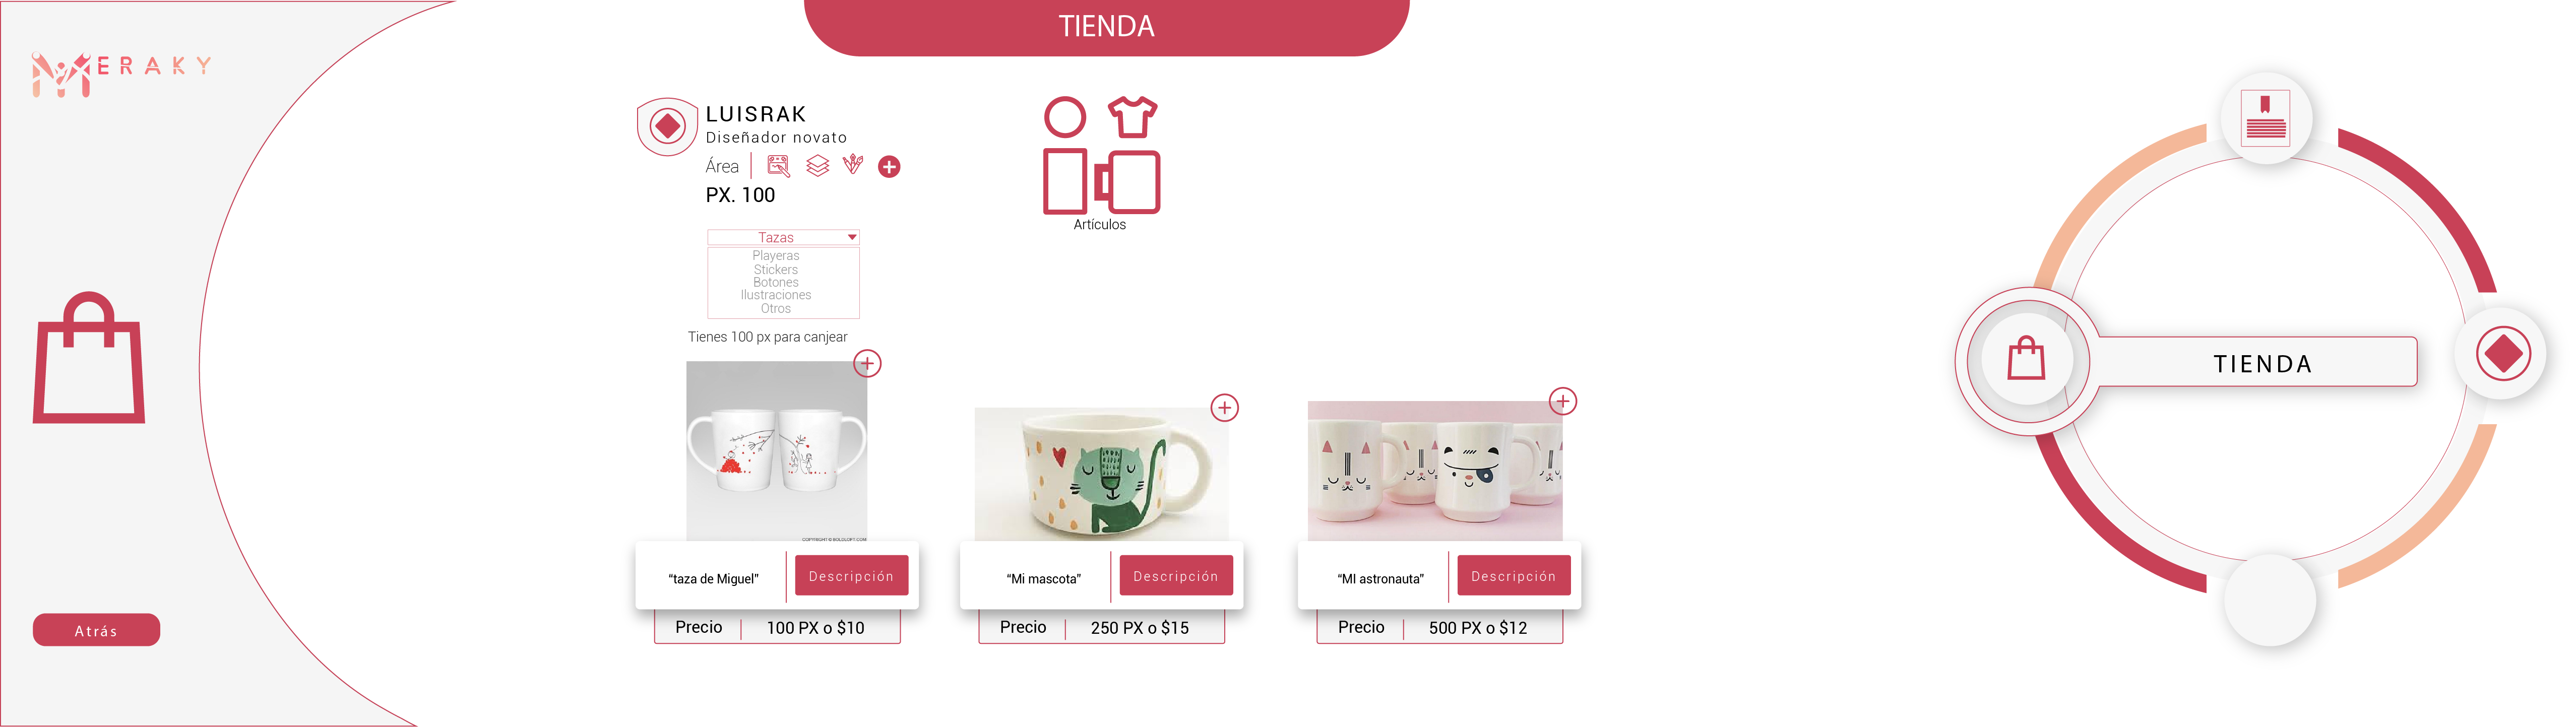 TIENDA
MERAKY
LUISRAK
Diseñador novato
Área
PX. 100
Artículos
Tazas
Playeras
Stickers
Botones
Ilustraciones
Otros
Tienes 100 px para canjear
TIENDA
COPYRIGHT © BOLDLOFT.COM
“taza de Miguel”
Descripción
“Mi mascota”
Descripción
“MI astronauta”
Descripción
Precio
100 PX o $10
Precio
250 PX o $15
Precio
500 PX o $12
Atrás